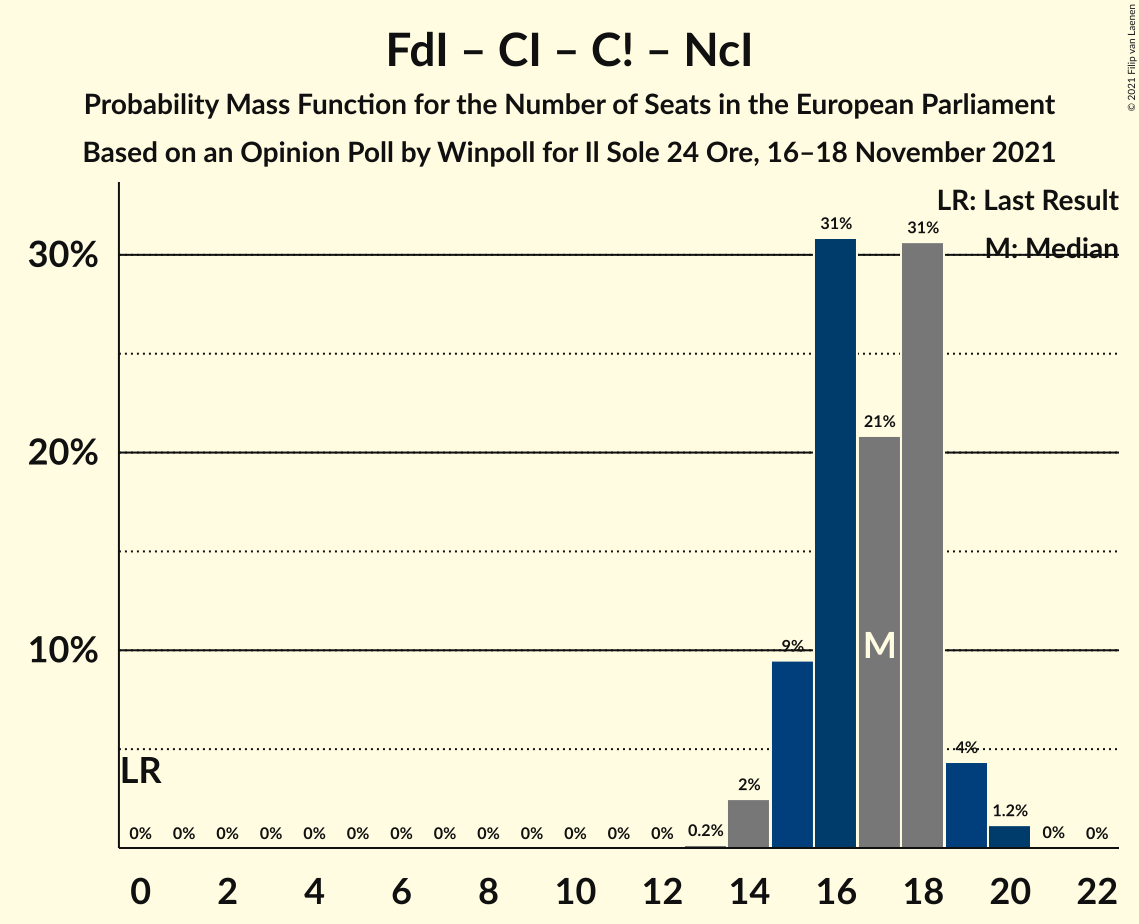 FdI – CI – C! – NcI
Probability Mass Function for the Number of Seats in the European Parliament
Based on an Opinion Poll by Winpoll for Il Sole 24 Ore, 16–18 November 2021
© 2021 Filip van Laenen
LR: Last Result
M: Median
30%
20%
10%
31%
31%
21%
9%
M
4%
LR
2%
1.2%
0% 0% 0% 0% 0% 0% 0% 0% 0% 0% 0% 0% 0% 0.2% 0% 0%
0 2 4 6 8 10 12 14 16 18 20 22